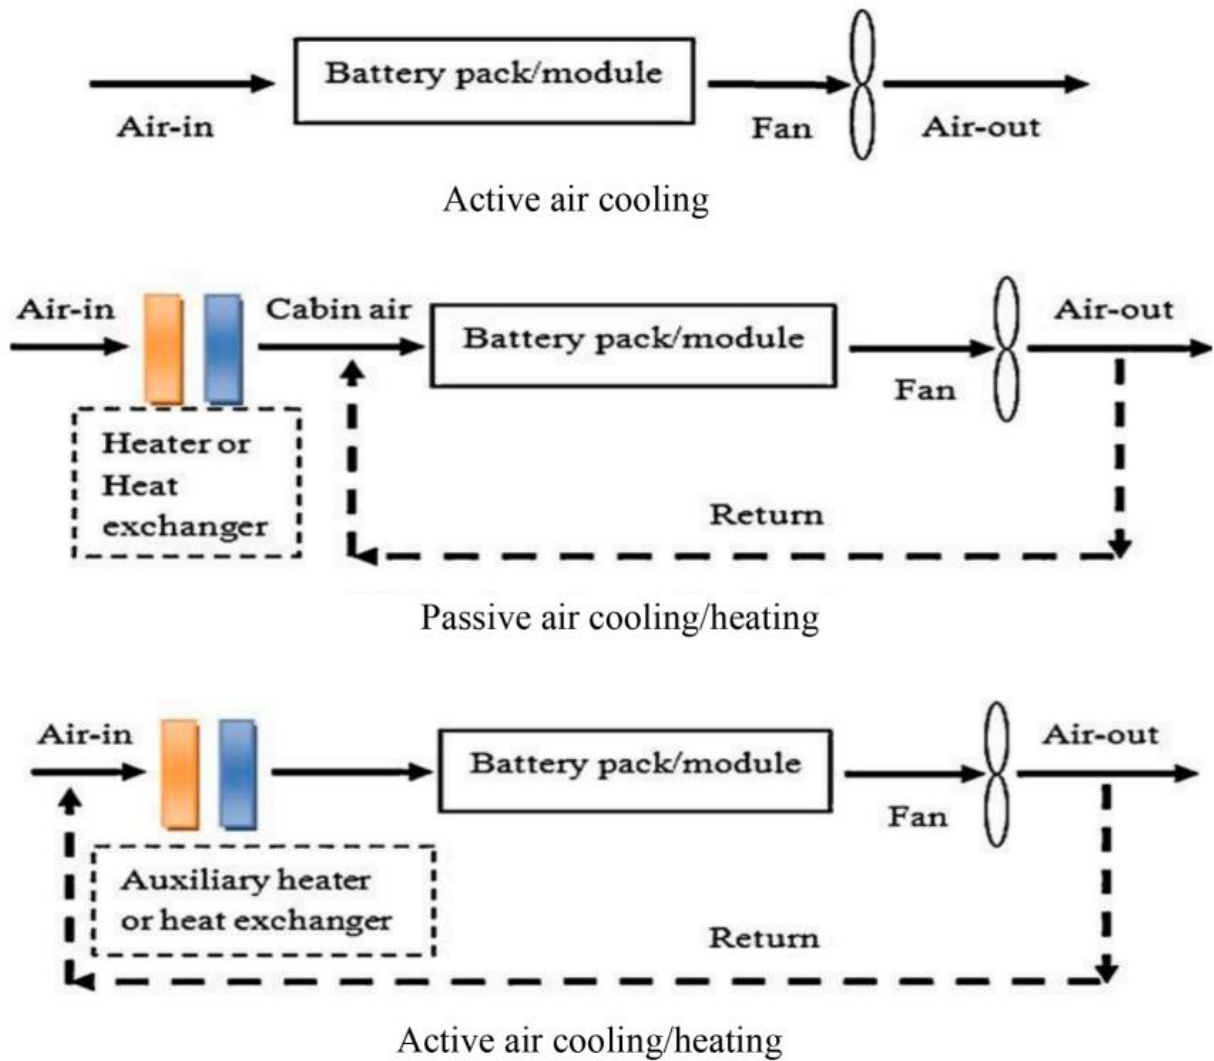 Battery pack/module
Air-in
Fan
Air-out
Active air cooling
Air-in
Cabin air
Battery pack/module
Air-out
Fan
Heater or
Heat
exchanger
Return
Passive air cooling/heating
Air-in
Battery pack/module
Air-out
Fan
Auxiliary heater
or heat exchanger
Return
Active air cooling/heating